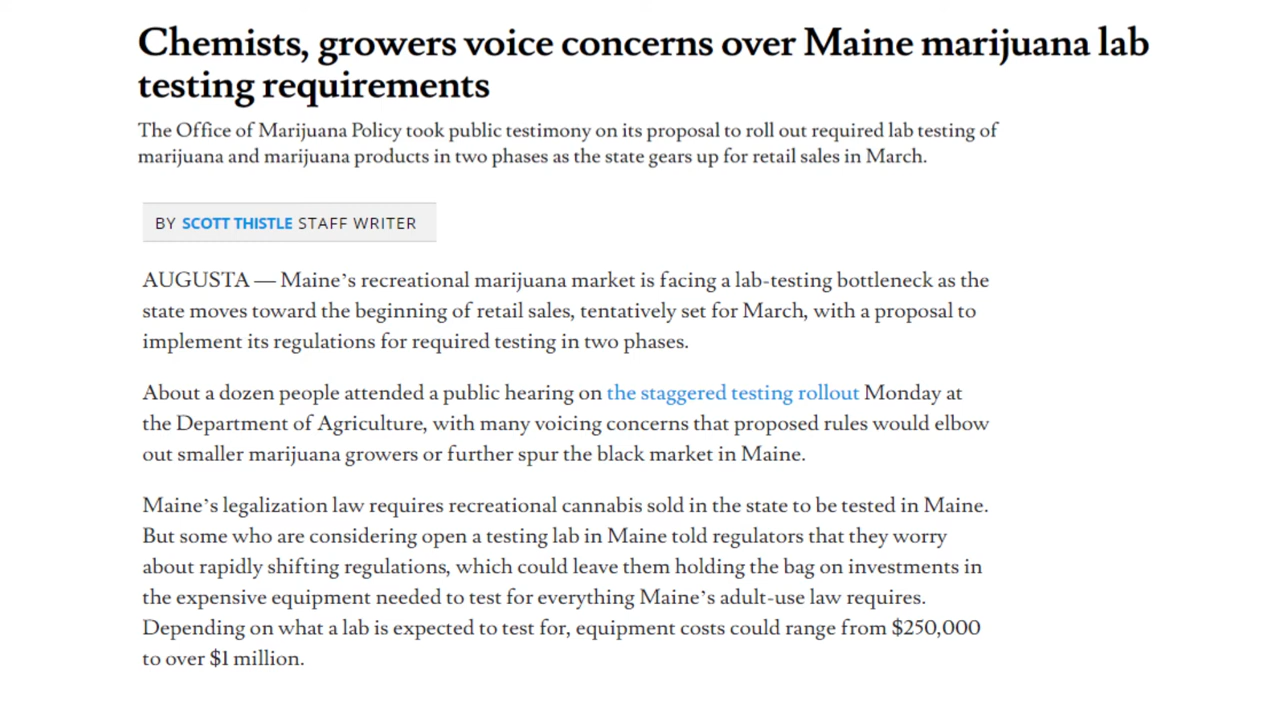 Chemists, growers voice concerns over Maine marijuana lab
testing requirements
The Office of Marijuana Policy took public testimony on its proposal to roll out required lab testing of
marijuana and marijuana products in two phases as the state gears up for retail sales in March.
BY SCOTT THISTLE STAFF WRITER
AUGUSTA — Maine's recreational marijuana market is facing a lab-testing bottleneck as the
state moves toward the beginning of retail sales, tentatively set for March, with a proposal to
implement its regulations for required testing in two phases.
About a dozen people attended a public hearing on the staggered testing rollout Monday at
the Department of Agriculture, with many voicing concerns that proposed rules would elbow
out smaller marijuana growers or further spur the black market in Maine.
Maine's legalization law requires recreational cannabis sold in the state to be tested in Maine.
But some who are considering open a testing lab in Maine told regulators that they worry
about rapidly shifting regulations, which could leave them holding the bag on investments in
the expensive equipment needed to test for everything Maine's adult-use law requires.
Depending on what a lab is expected to test for, equipment costs could range from $250,000
to over $1 million.